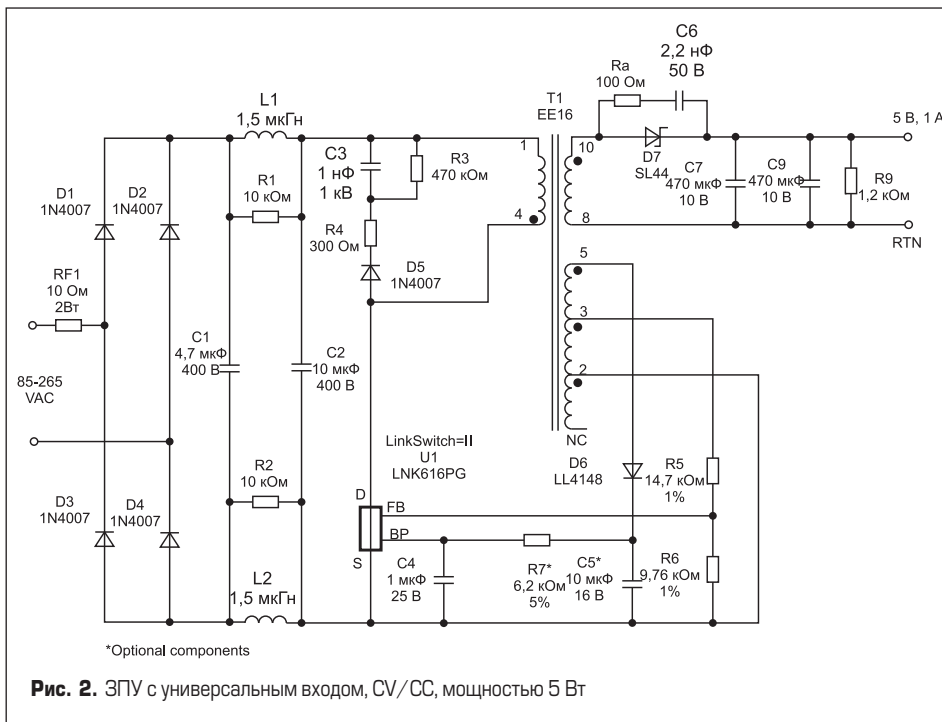 C6
2,2 нФ
50 В
Ra
100 Ом
T1
EE16
5 В, 1 А
L1
1,5 мкГн
1
10
D7
SL44
C7
470 мкФ
10 В
C9
470 мкФ
10 В
R9
1,2 кОм
C3
1 нФ
1 кВ
R3
470 кОм
D1
1N4007
D2
1N4007
R1
10 кОм
4
8
RTN
R4
300 Ом
D5
1N4007
5
RF1
10 Ом
2Вт
3
C1
4,7 мкФ
400 В
C2
10 мкФ
400 В
2
85-265
VAC
NC
LinkSwitch=II
U1
LNK616PG
D6
LL4148
R5
14,7 кОм
1%
R2
10 кОм
D
FB
BP
S
D3
1N4007
D4
1N4007
C4
1 мкФ
25 В
R7*
6,2 кОм
5%
C5*
10 мкФ
16 В
R6
9,76 кОм
1%
L2
1,5 мкГн
*Optional components
Рис. 2. ЗПУ с универсальным входом, CV/CC, мощностью 5 Вт